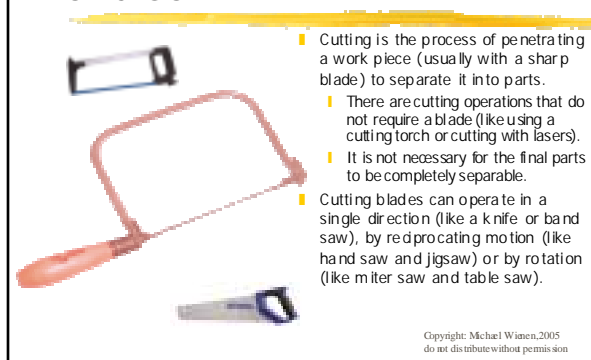 Cutting is the process of penetrating
a work piece (usually with a sharp
blade) to separate it into parts.
There are cutting operations that do
not require a blade (like using a
cutting torch or cutting with lasers).
It is not necessary for the final parts
to be completely separable.
Cutting blades can operate in a
single direction (like a knife or band
saw), by reciprocating motion (like
hand saw and jigsaw) or by rotation
(like miter saw and table saw).
Copyright: Michael Wienen,2005
do not distribute without permission